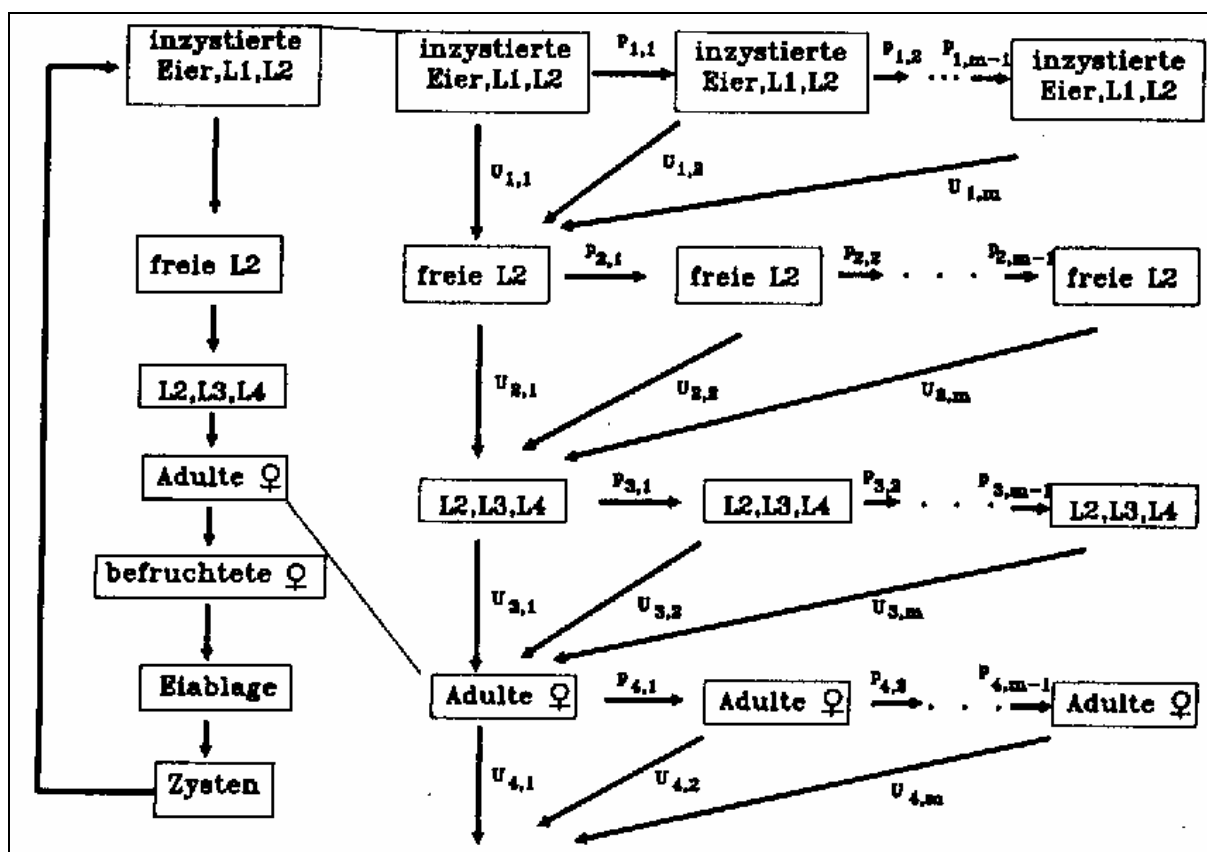 inzystierte
Eier,L1,L2
freie L2
L2,L3,L4
Adulte ♀
befruchtete ♀
Eiablage
Zysten
inzystierte
Eier,L1,L2
P1,1
inzystierte
Eier,L1,L2
P1,2
P1,m-1
inzystierte
Eier,L1,L2
U1,1
U1,2
U1,m
freie L2
P2,1
freie L2
P2,2
P2,m-1
freie L2
U2,1
U2,2
U2,m
L2,L3,L4
P3,1
L2,L3,L4
P3,2
P3,m-1
L2,L3,L4
U3,1
U3,2
U3,m
Adulte ♀
P4,1
Adulte ♀
P4,2
P4,m-1
Adulte ♀
U4,1
U4,2
U4,m